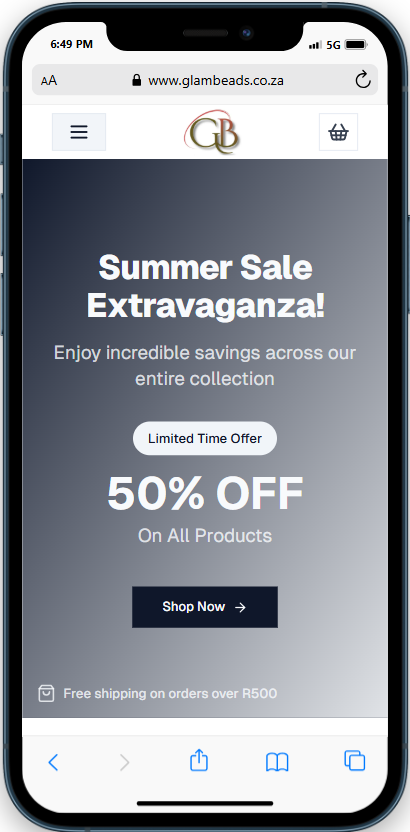 6:49 PM
5G
AA
www.glambeads.co.za
GB
Summer Sale
Extravaganza!
Enjoy incredible savings across our
entire collection
Limited Time Offer
50% OFF
On All Products
Shop Now →
Free shipping on orders over R500